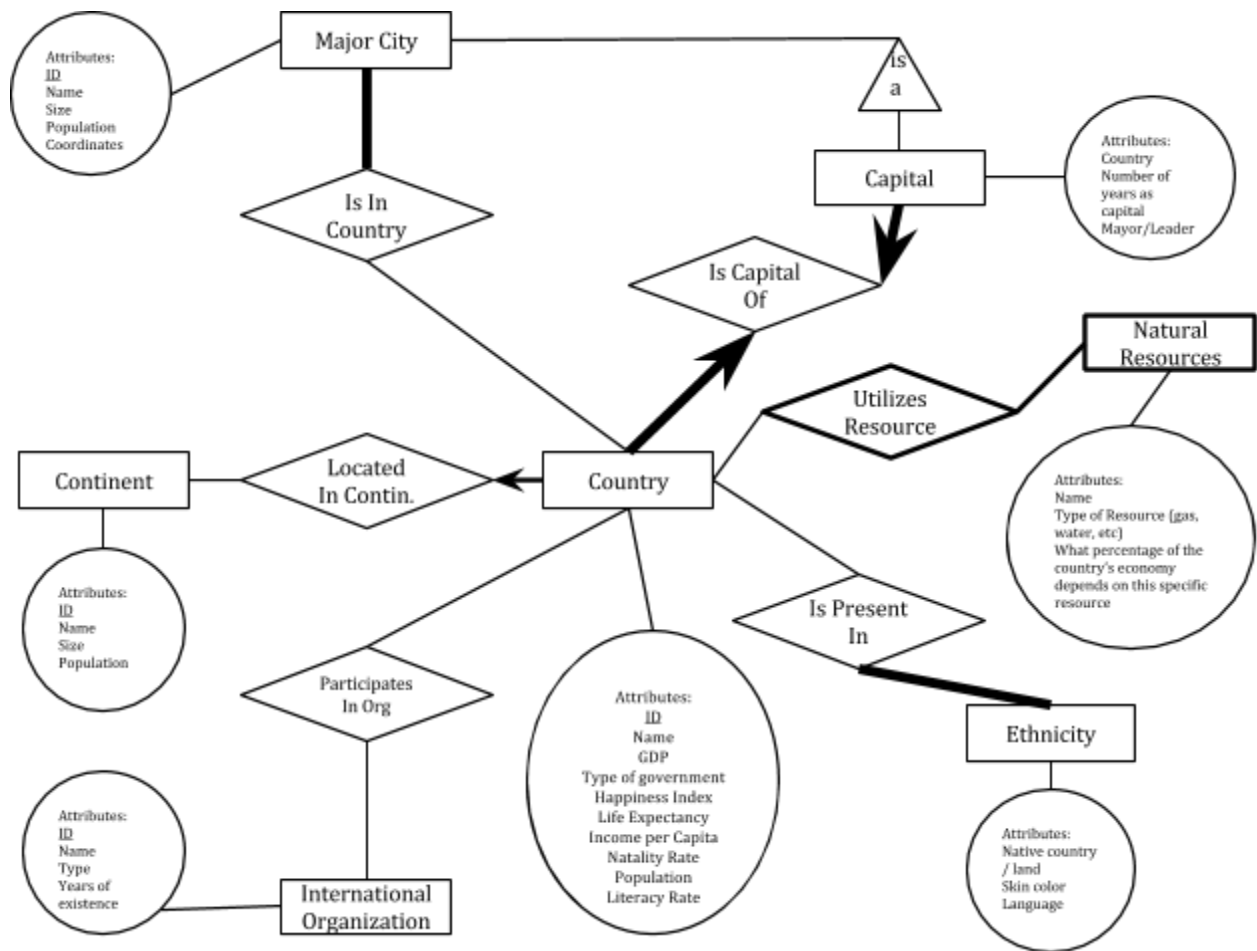 Major City
Attributes:
ID
Name
Size
Population
Coordinates
is
a
Capital
Attributes:
Country
Number of
years as
capital
Mayor/Leader
Is In
Country
Is Capital
Of
Natural
Resources
Utilizes
Resource
Continent
Located
In Contin.
Country
Attributes:
Name
Type of Resource (gas,
water, etc)
What percentage of the
country's economy
depends on this specific
resource
Attributes:
ID
Name
Size
Population
Is Present
In
Participates
In Org
Attributes:
ID
Name
GDP
Type of government
Happiness Index
Life Expectancy
Income per Capita
Natality Rate
Population
Literacy Rate
Ethnicity
Attributes:
ID
Name
Type
Years of
existence
International
Organization
Attributes:
Native country
/ land
Skin color
Language